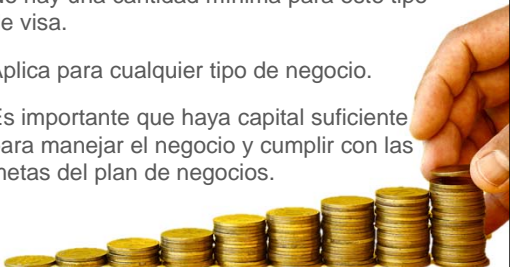 hay una cantidad mínima para este tipo
visa.
Aplica para cualquier tipo de negocio.
Es importante que haya capital suficiente
para manejar el negocio y cumplir con las
metas del plan de negocios.